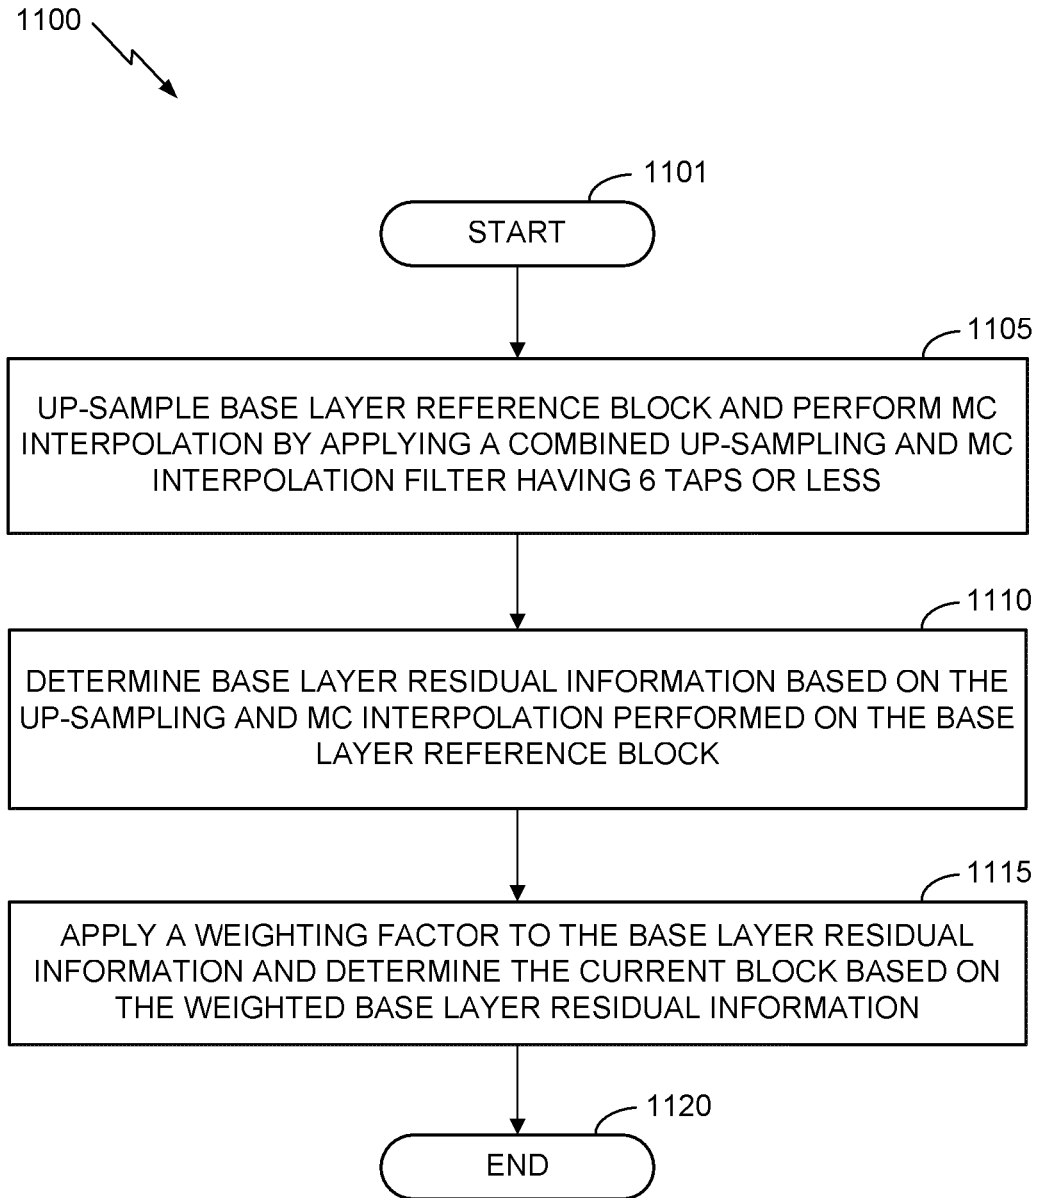 1100
1101
START
1105
UP-SAMPLE BASE LAYER REFERENCE BLOCK AND PERFORM MC
INTERPOLATION BY APPLYING A COMBINED UP-SAMPLING AND MC
INTERPOLATION FILTER HAVING 6 TAPS OR LESS
1110
DETERMINE BASE LAYER RESIDUAL INFORMATION BASED ON THE
UP-SAMPLING AND MC INTERPOLATION PERFORMED ON THE BASE
LAYER REFERENCE BLOCK
1115
APPLY A WEIGHTING FACTOR TO THE BASE LAYER RESIDUAL
INFORMATION AND DETERMINE THE CURRENT BLOCK BASED ON
THE WEIGHTED BASE LAYER RESIDUAL INFORMATION
1120
END